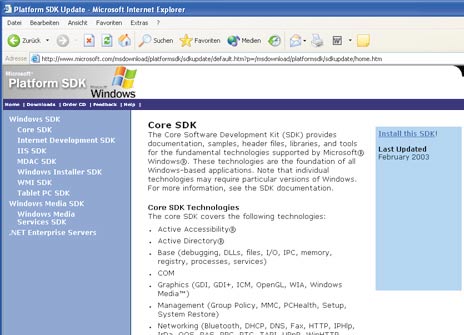 Platform SDK Update - Microsoft Internet Explorer
Datei Bearbeiten Ansicht Favoriten Extras ?
Zurück Suchen Favoriten Medien
Adresse http://www.microsoft.com/msdownload/platformsdk/sdkupdate/default.htm?p=/msdownload/platformsdk/sdkupdate/home.htm
Microsoft
Platform SDK
Microsoft
Windows
Home | Downloads | Order CD | Feedback | Help |
Windows SDK
Core SDK
Internet Development SDK
IIS SDK
MDAC SDK
Windows Installer SDK
WMI SDK
Tablet PC SDK
Windows Media SDK
Windows Media
Services SDK
.NET Enterprise Servers
Core SDK
The Core Software Development Kit (SDK) provides
documentation, samples, header files, libraries, and tools
for the fundamental technologies supported by Microsoft®
Windows®. These technologies are the foundation of all
Windows-based applications. Note that individual
technologies may require particular versions of Windows.
For more information, see the SDK documentation.
Core SDK Technologies
The core SDK covers the following technologies:
• Active Accessibility®
• Active Directory®
• Base (debugging, DLLs, files, I/O, IPC, memory,
registry, processes, services)
• COM
• Graphics (GDI, GDI+, ICM, OpenGL, WIA, Windows
Media™)
• Management (Group Policy, MMC, PCHealth, Setup,
System Restore)
• Networking (Bluetooth, DHCP, DNS, Fax, HTTP, IPHlp,
Install this SDK!
Last Updated
February 2003